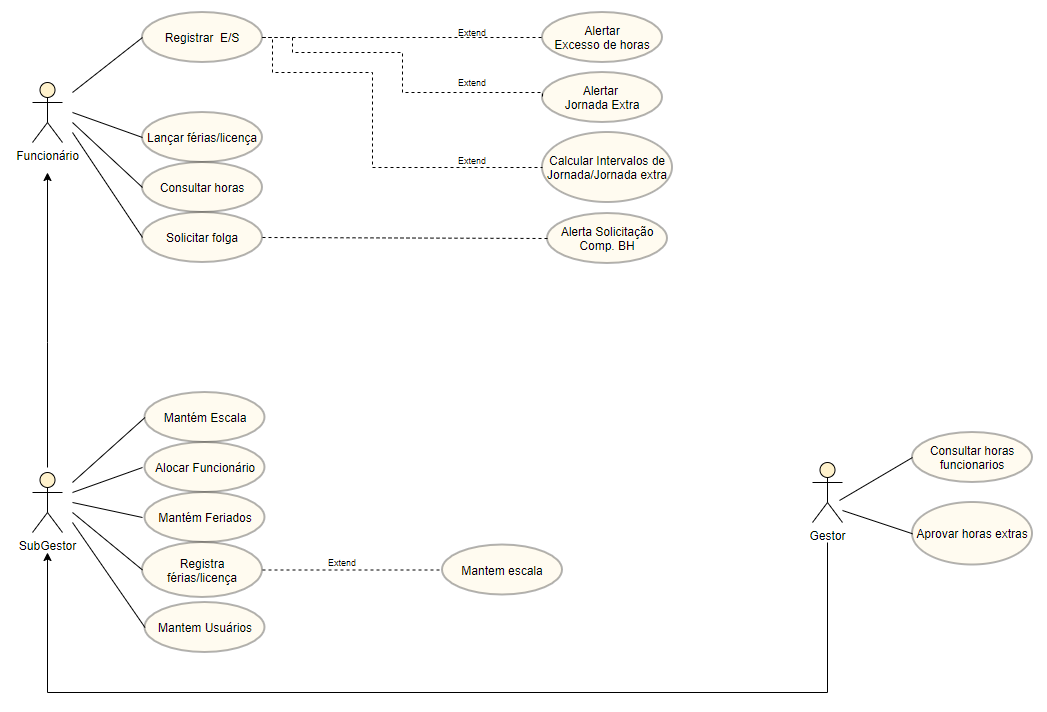 Registrar E/S
Extend
Alertar
Excesso de horas
Extend
Alertar
Jornada Extra
Funcionário
Lançar férias/licença
Extend
Calcular Intervalos de
Jornada/Jornada extra
Consultar horas
Solicitar folga
Alerta Solicitação
Comp. BH
Mantém Escala
Alocar Funcionário
Mantém Feriados
SubGestor
Registra
férias/licença
Extend
Mantem escala
Mantem Usuários
Consultar horas
funcionarios
Gestor
Aprovar horas extras